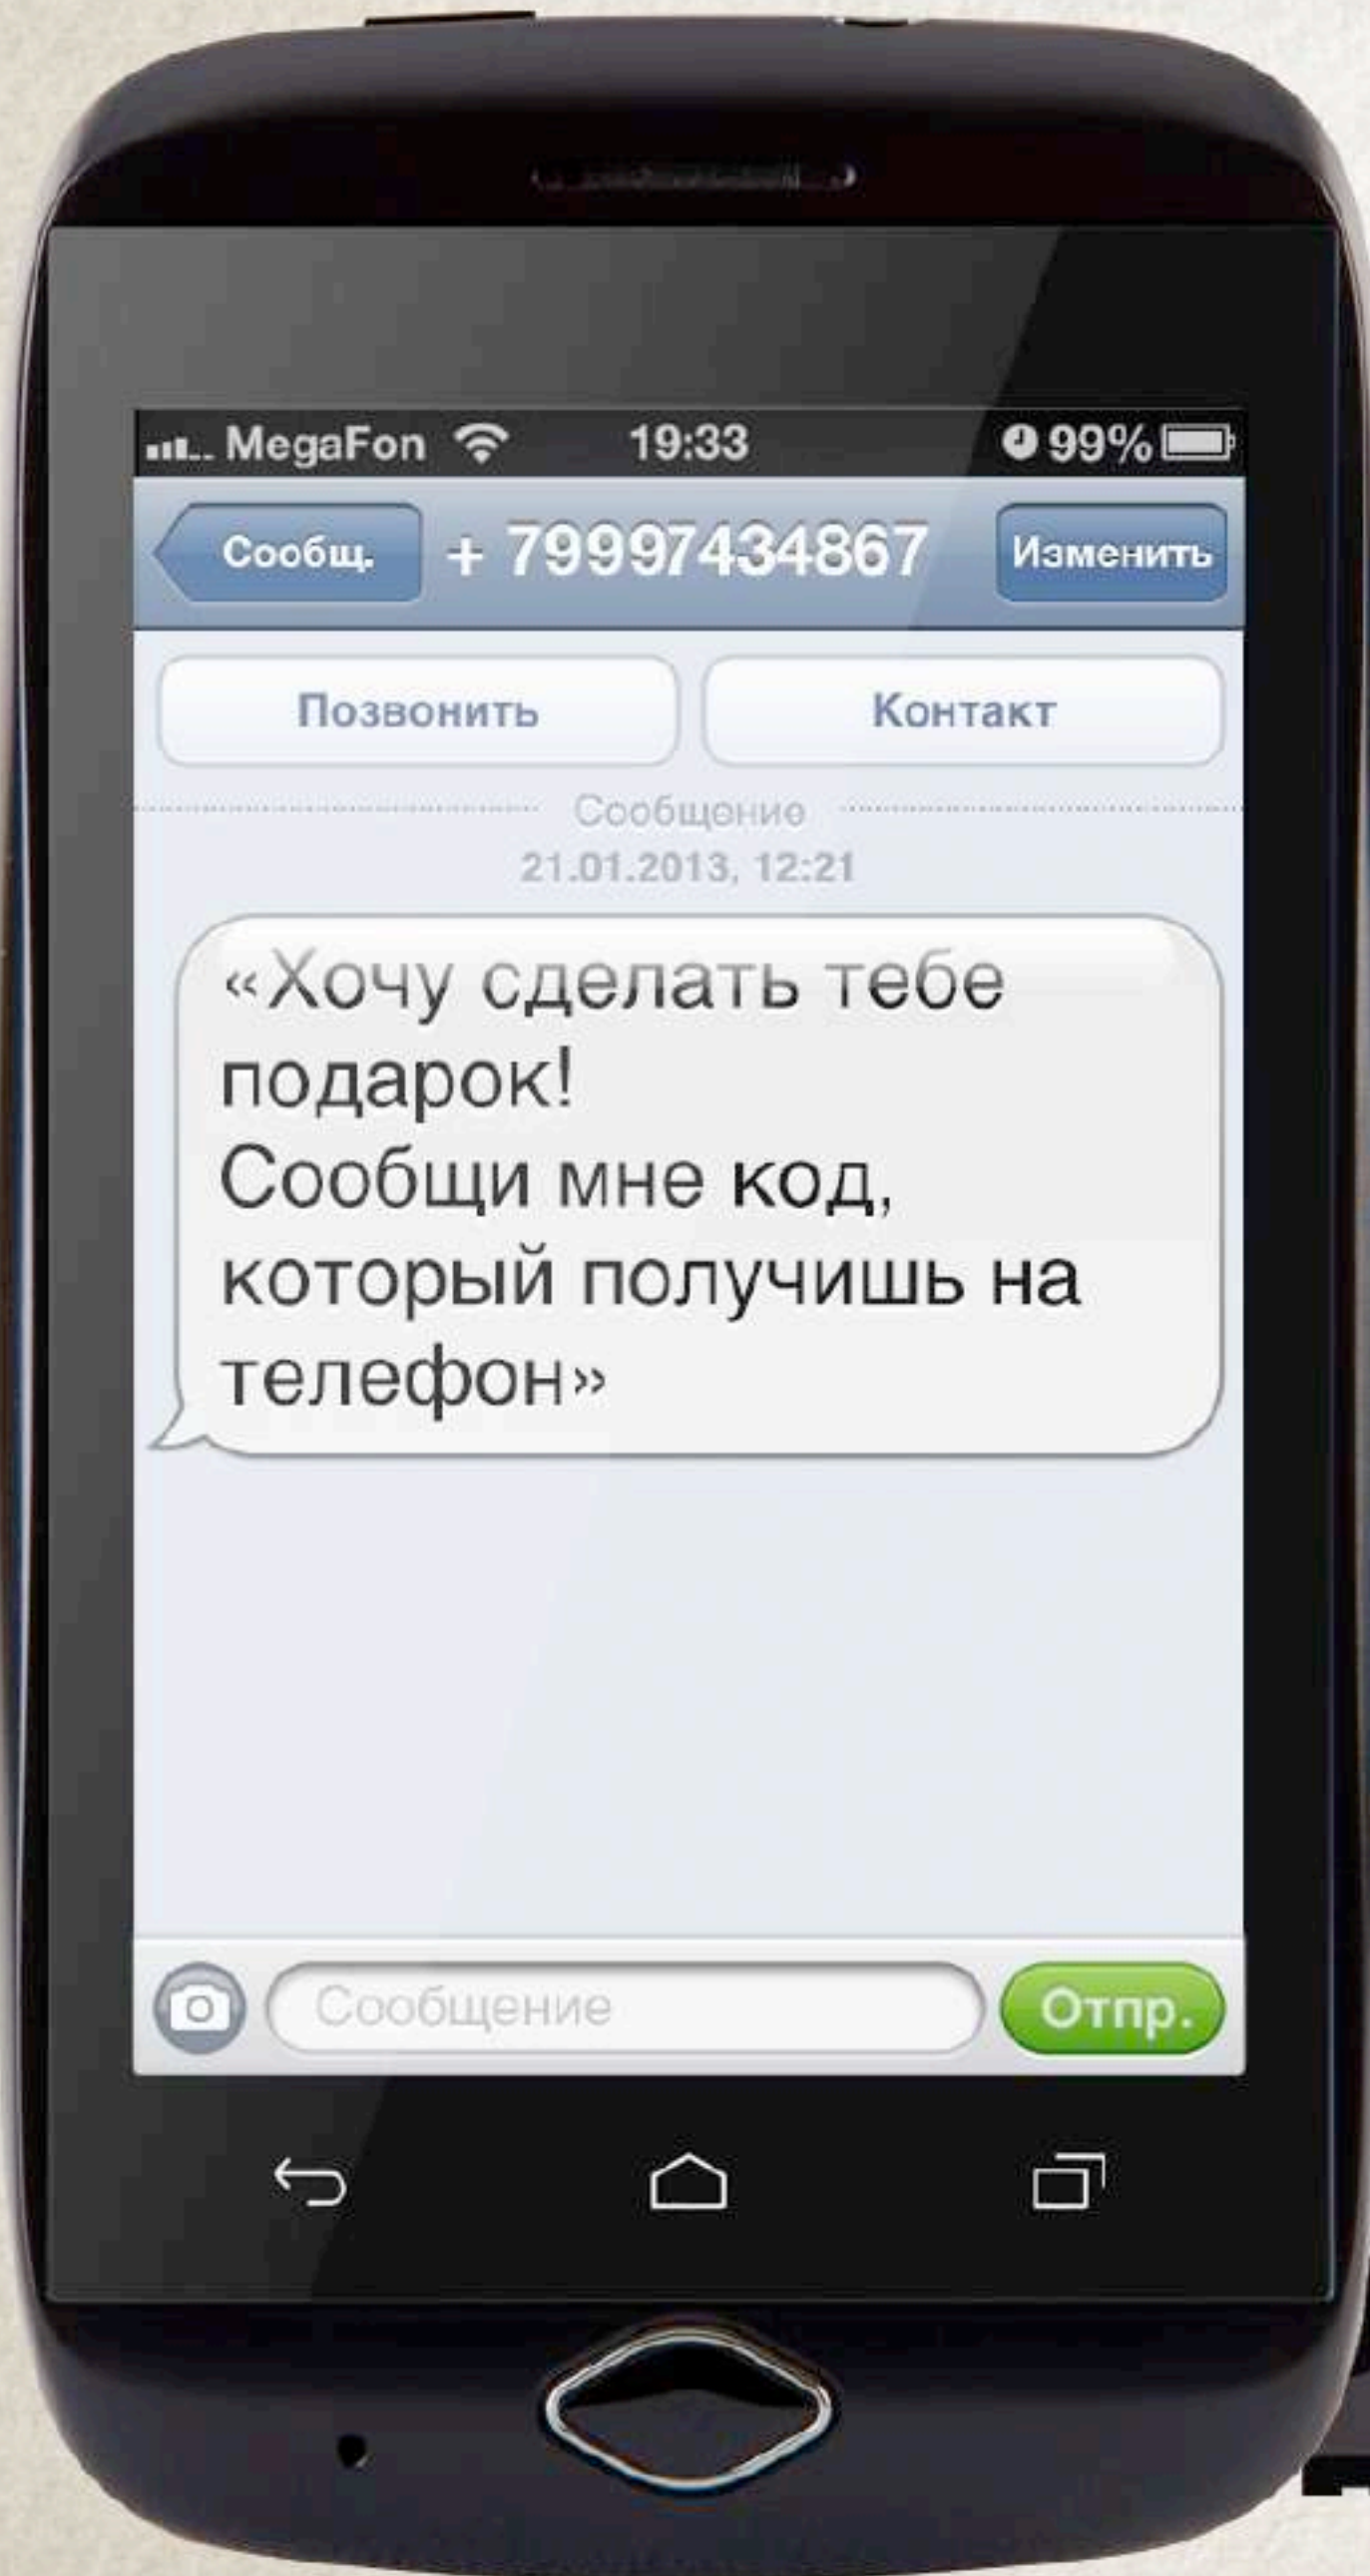 MegaFon 19:33 99%
Сообщ. + 79997434867 Изменить
Позвонить Контакт
Сообщение
21.01.2013, 12:21
«Хочу сделать тебе
подарок!
Сообщи мне код,
который получишь на
телефон»
Сообщение Отпр.